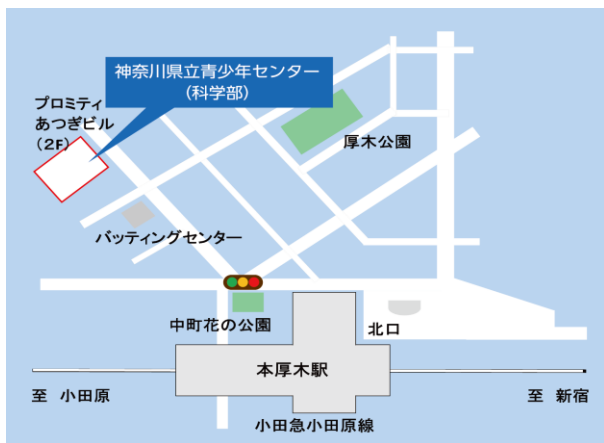 神奈川県立青少年センター
(科学部)
プロミティ
あつぎビル
(2F)
厚木公園
バッティングセンター
中町花の公園
北口
本厚木駅
至 小田原
至 新宿
小田急小田原線